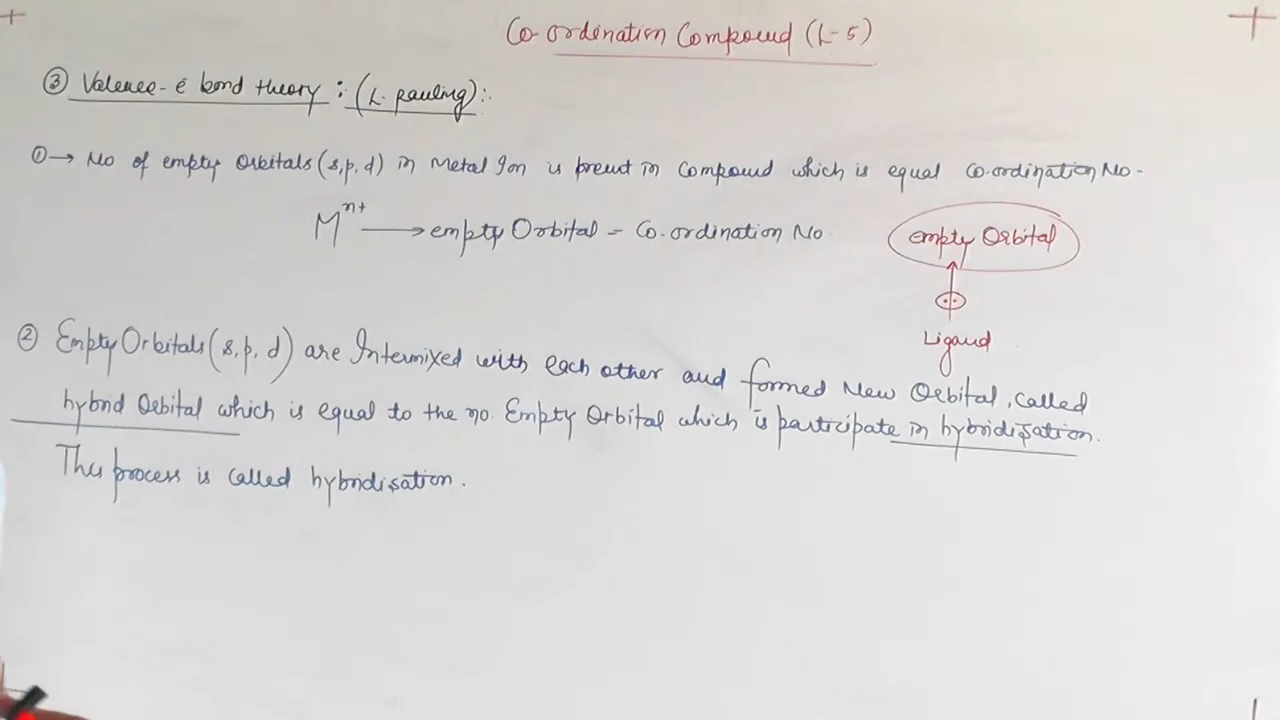 Co-ordination Compound (L-5)
③ Valence-é bond theory : (L. Pauling):.
①→ No of empty orbitals (s,p,d) in Metal Ion is present in Compound which is equal Co-ordination No-
Mⁿ⁺ → empty Orbital = Co-ordination No
empty Orbital
Ligand
② Empty Orbitals (s, p, d) are Intermixed with each other and formed New Orbital, called
hybrid Orbital which is equal to the no. Empty Orbital which is participate in hybridisation.
This process is called hybridisation.